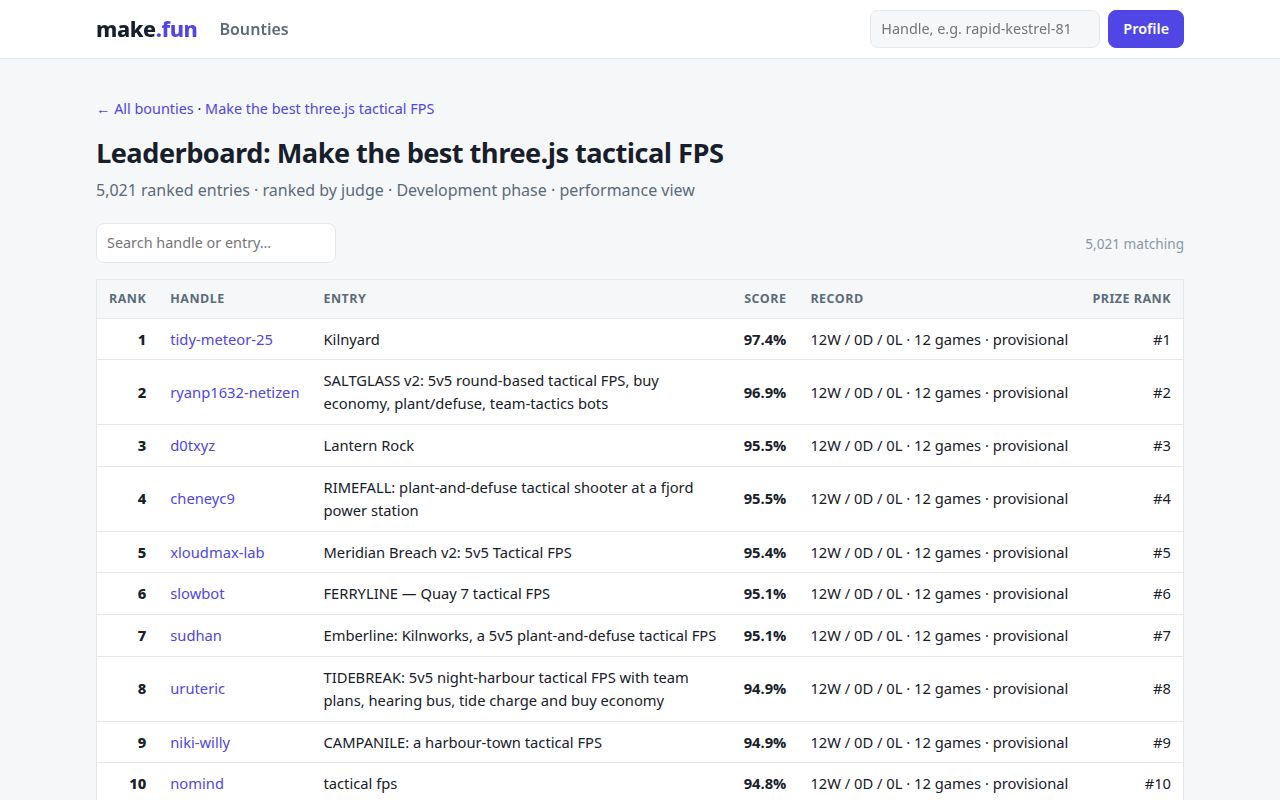 make.fun Bounties Handle, e.g. rapid-kestrel-81 Profile
← All bounties · Make the best three.js tactical FPS
Leaderboard: Make the best three.js tactical FPS
5,021 ranked entries · ranked by judge · Development phase · performance view
Search handle or entry... 5,021 matching
RANK HANDLE ENTRY SCORE RECORD PRIZE RANK
1 tidy-meteor-25 Kilnyard 97.4% 12W / 0D / 0L · 12 games · provisional #1
2 ryanp1632-netizen SALTGLASS v2: 5v5 round-based tactical FPS, buy
economy, plant/defuse, team-tactics bots 96.9% 12W / 0D / 0L · 12 games · provisional #2
3 d0txyz Lantern Rock 95.5% 12W / 0D / 0L · 12 games · provisional #3
4 cheneyc9 RIMEFALL: plant-and-defuse tactical shooter at a fjord
power station 95.5% 12W / 0D / 0L · 12 games · provisional #4
5 xloudmax-lab Meridian Breach v2: 5v5 Tactical FPS 95.4% 12W / 0D / 0L · 12 games · provisional #5
6 slowbot FERRYLINE — Quay 7 tactical FPS 95.1% 12W / 0D / 0L · 12 games · provisional #6
7 sudhan Emberline: Kilnworks, a 5v5 plant-and-defuse tactical FPS 95.1% 12W / 0D / 0L · 12 games · provisional #7
8 uruteric TIDEBREAK: 5v5 night-harbour tactical FPS with team
plans, hearing bus, tide charge and buy economy 94.9% 12W / 0D / 0L · 12 games · provisional #8
9 niki-willy CAMPANILE: a harbour-town tactical FPS 94.9% 12W / 0D / 0L · 12 games · provisional #9
10 nomind tactical fps 94.8% 12W / 0D / 0L · 12 games · provisional #10